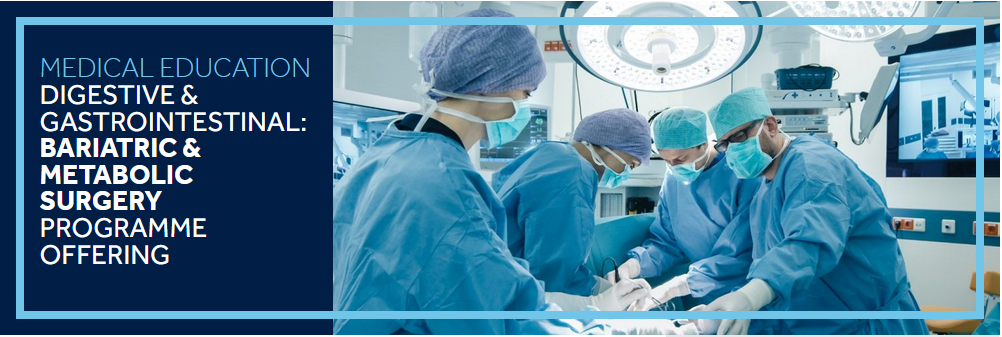 MEDICAL EDUCATION
DIGESTIVE &
GASTROINTESTINAL:
BARIATRIC &
METABOLIC
SURGERY
PROGRAMME
OFFERING